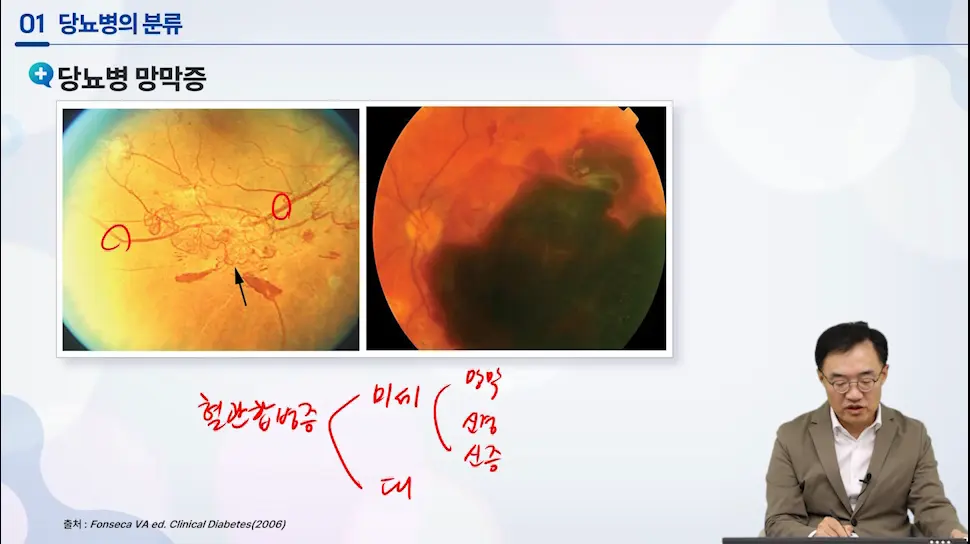 01 당뇨병의 분류
당뇨병 망막증
혈관합병증
미세
망막
신경
신증
대
출처 : Fonseca VA ed. Clinical Diabetes(2006)